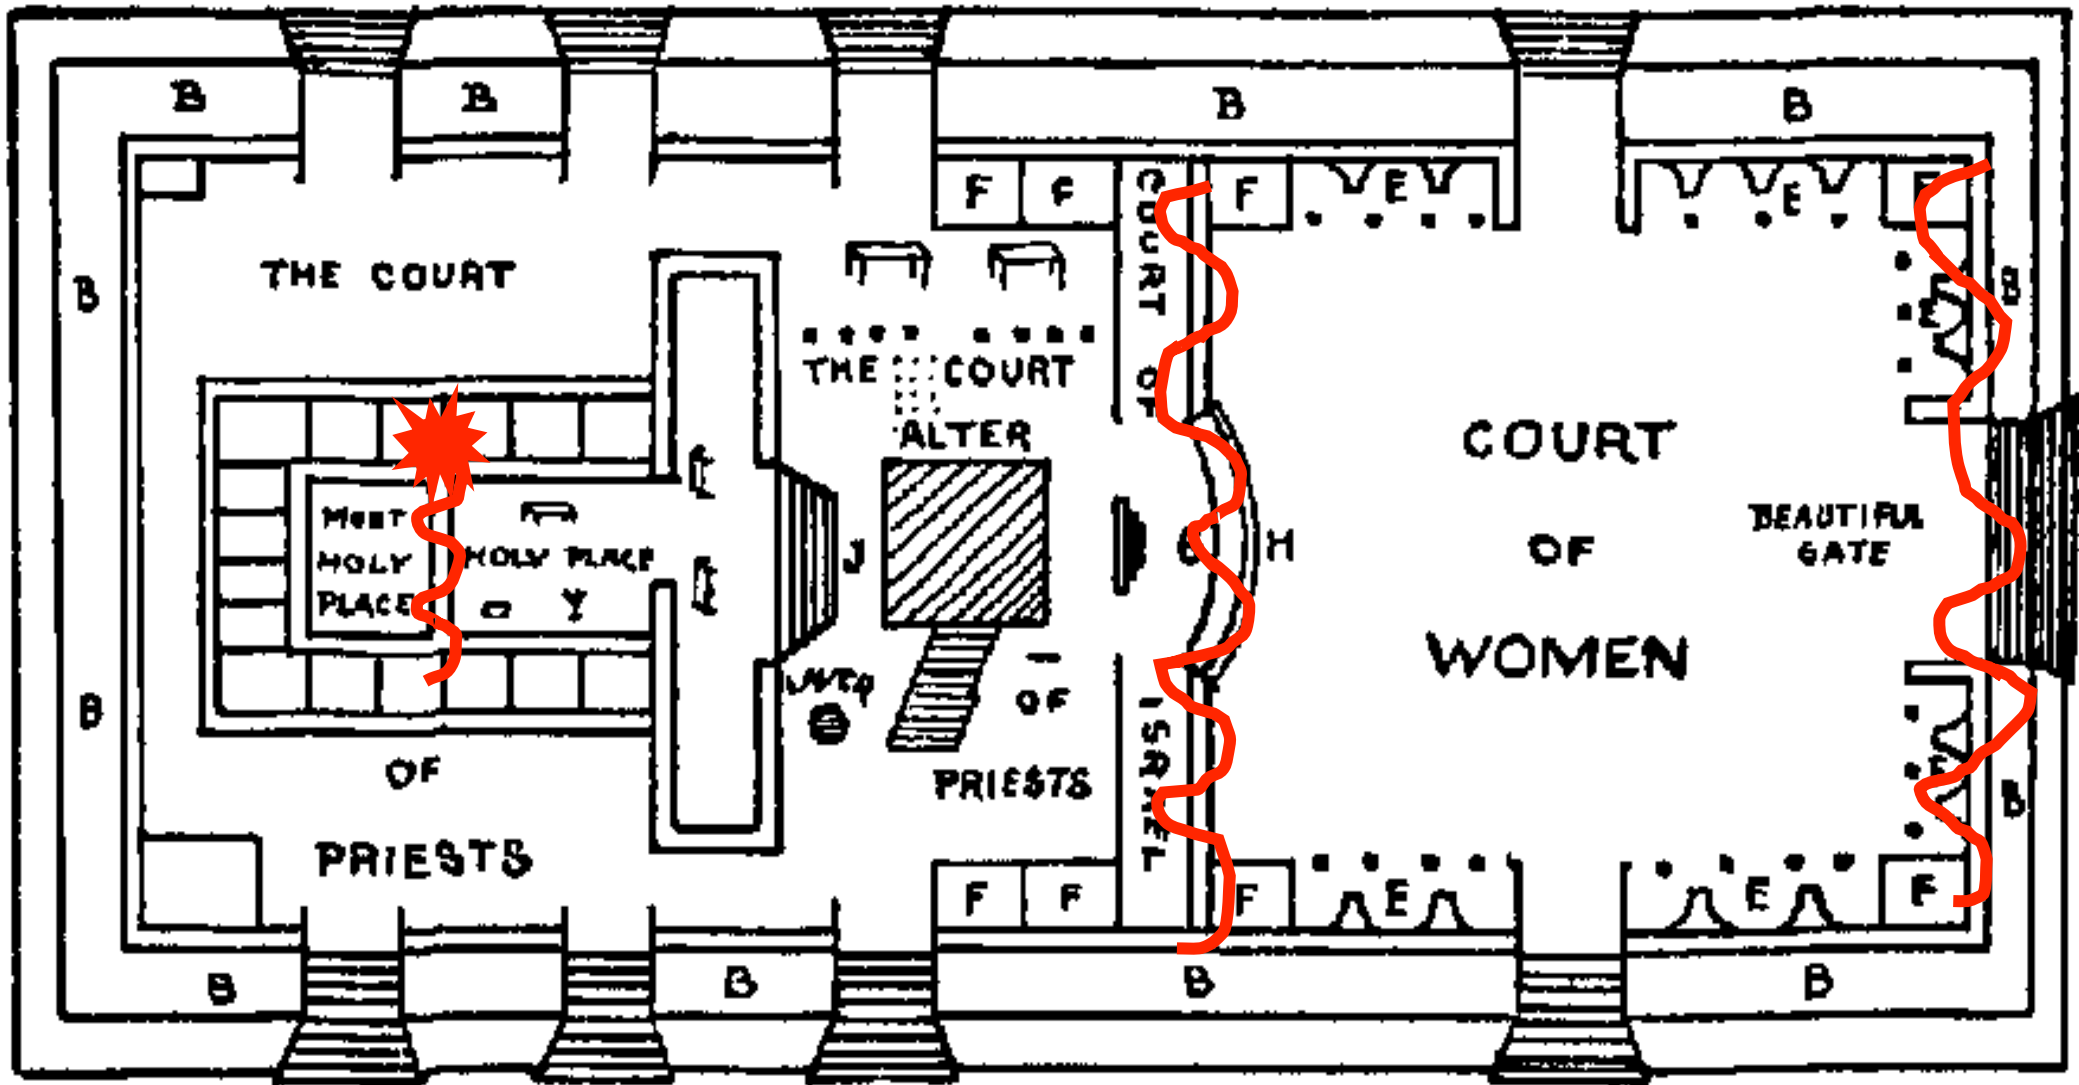 B
B
B
B
F
F
COURT OF
F
E
E
THE COURT
B
B
THE COURT
ALTER
COURT
MOST
HOLY
PLACE
HOLY PLACE
J
H
OF
BEAUTIFUL
GATE
WOMEN
LAVER
OF
B
OF
PRIESTS
ISRAEL
B
PRIESTS
F
F
F
E
E
F
B
B
B
B